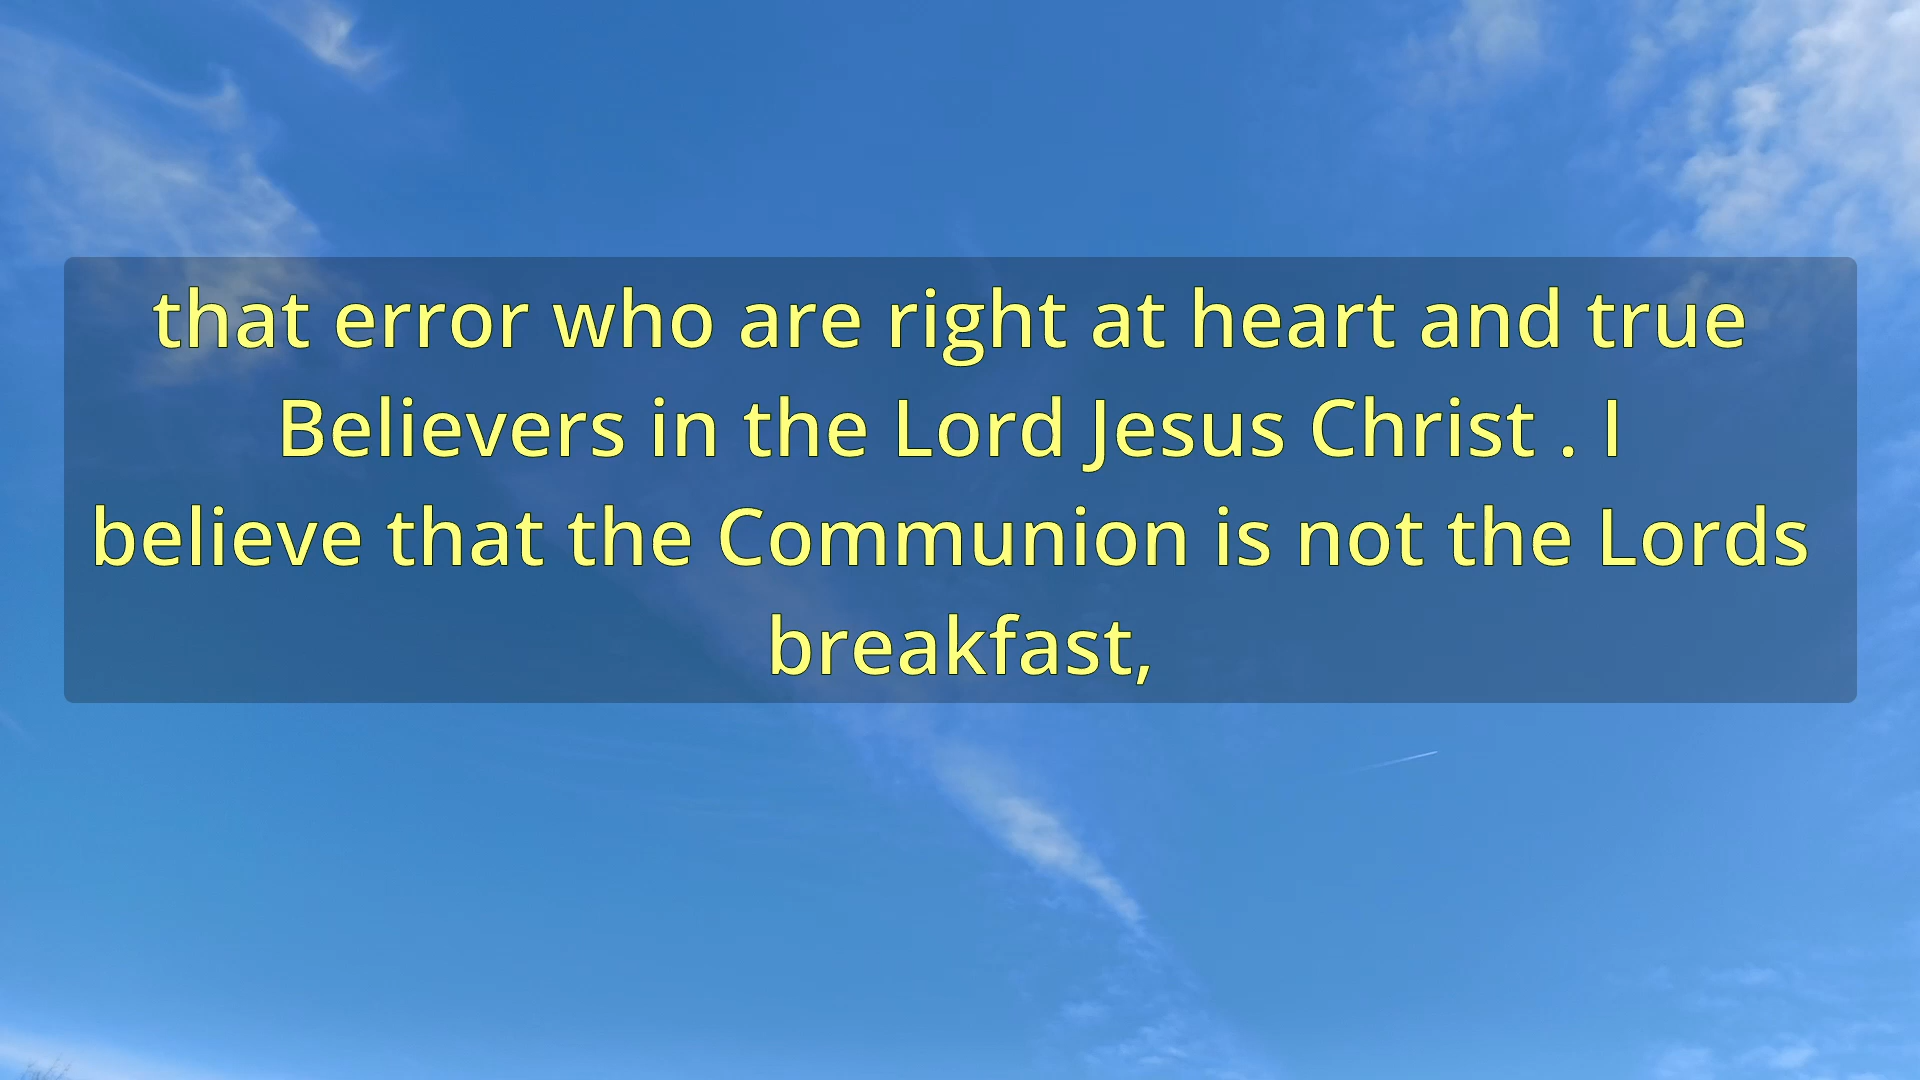 that error who are right at heart and true
Believers in the Lord Jesus Christ . I
believe that the Communion is not the Lords
breakfast,